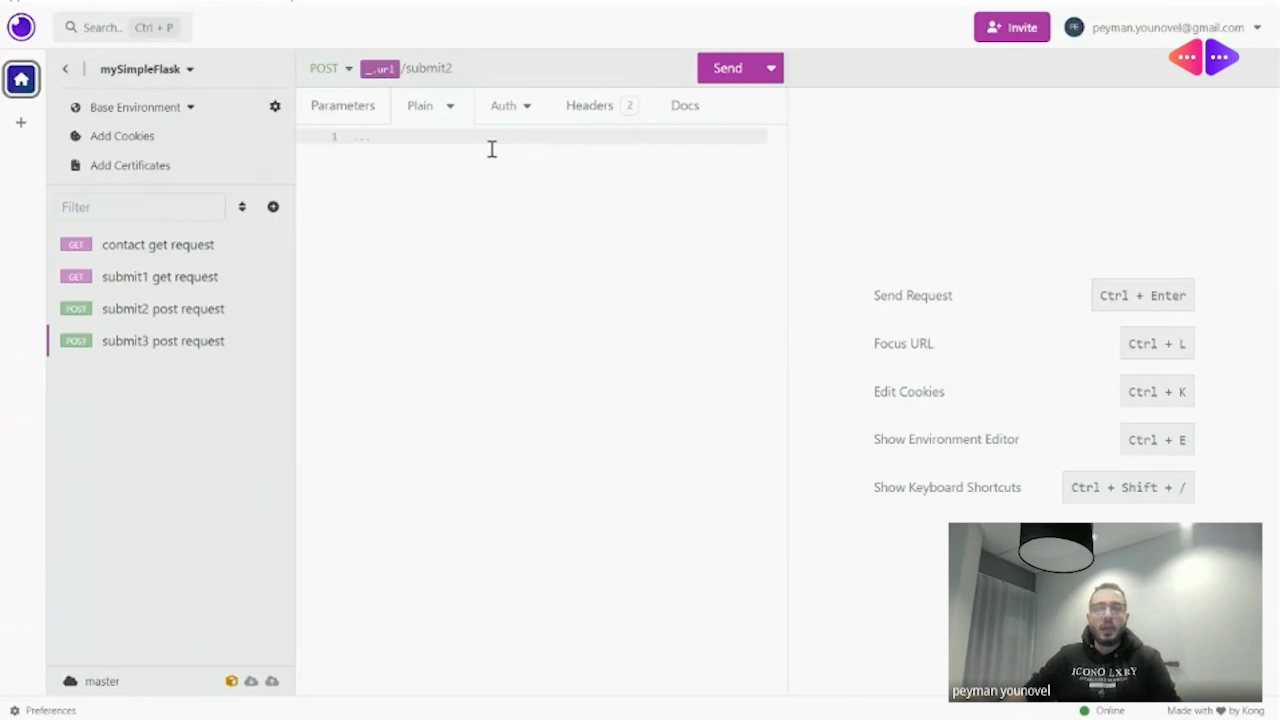 Search.. Ctrl + P
Invite
PE peyman.younovel@gmail.com
mySimpleFlask
POST _.url /submit2
Send
Base Environment
Parameters Plain Auth Headers 2 Docs
Add Cookies
1 ...
Add Certificates
Filter
GET contact get request
GET submit1 get request
POST submit2 post request
POST submit3 post request
Send Request Ctrl + Enter
Focus URL Ctrl + L
Edit Cookies Ctrl + K
Show Environment Editor Ctrl + E
Show Keyboard Shortcuts Ctrl + Shift + /
ICONO LXRY
peyman younovel
master
Preferences
Online
Made with ♥ by Kong